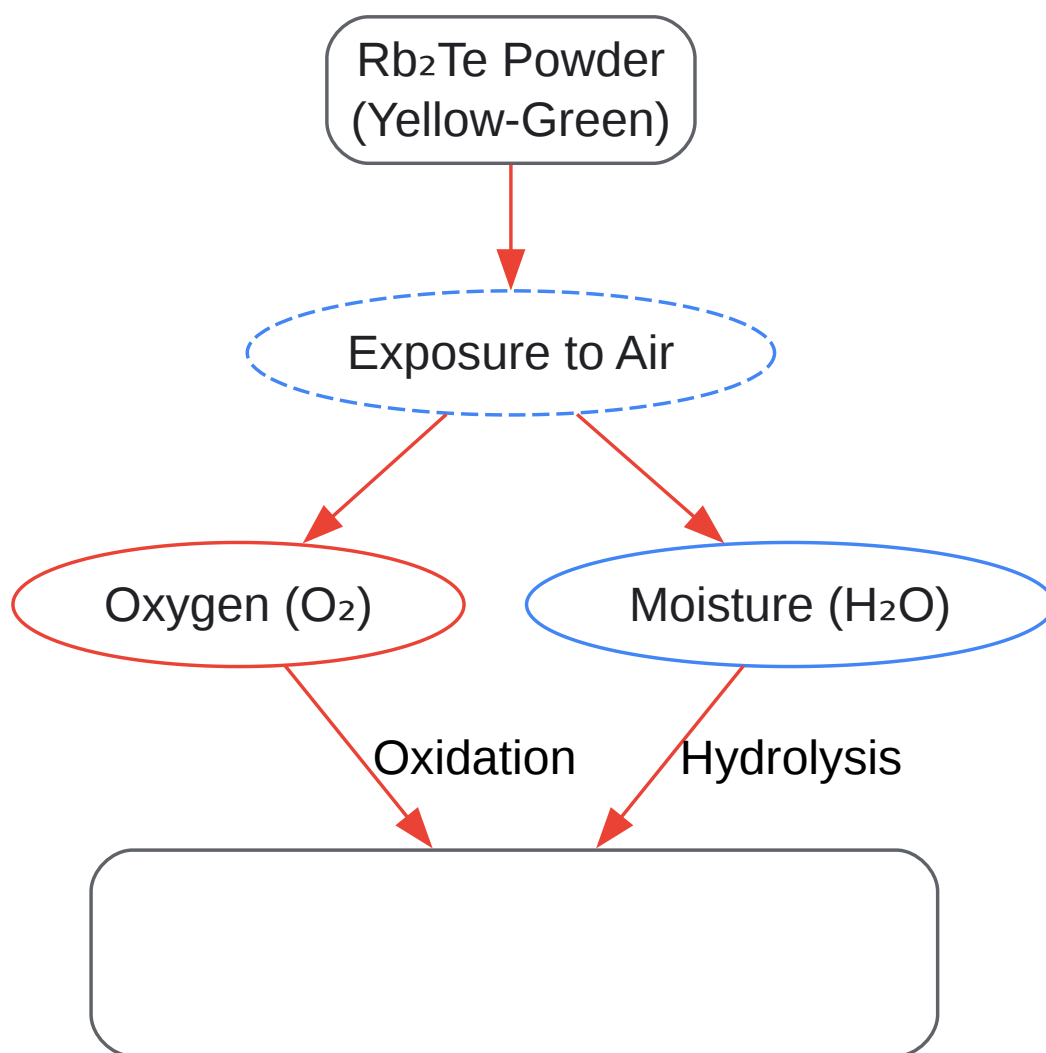 Rb₂Te Powder
(Yellow-Green)
Exposure to Air
Oxygen (O₂)
Moisture (H₂O)
Oxidation
Hydrolysis